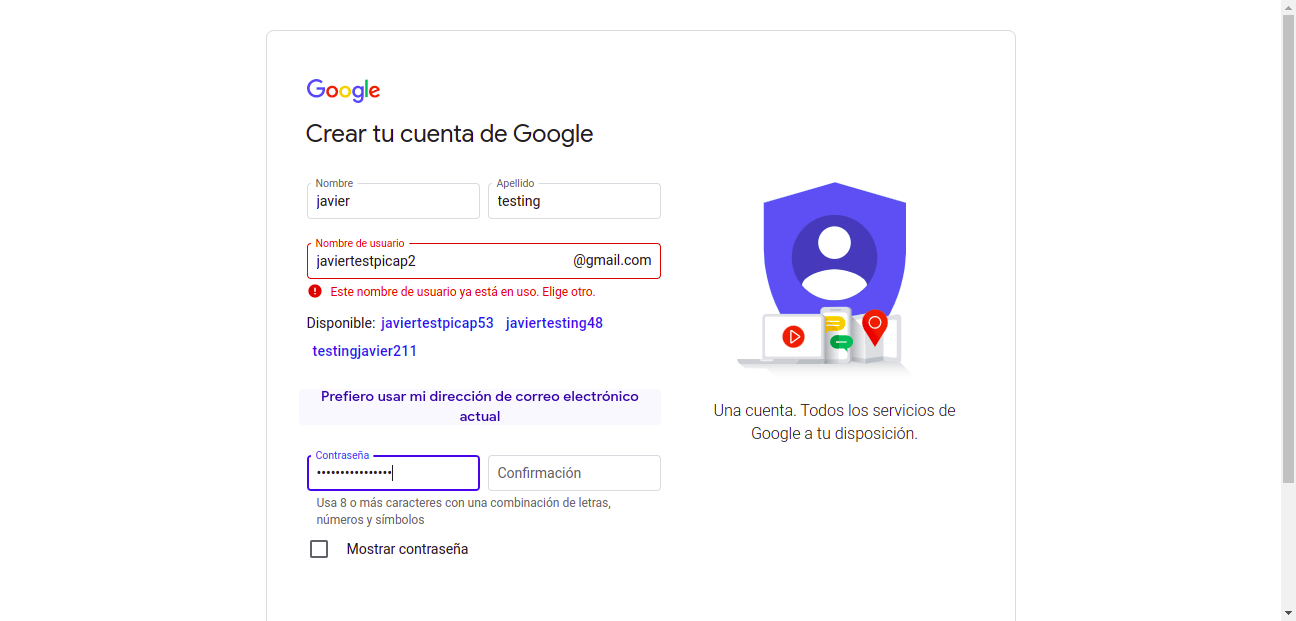 Google
Crear tu cuenta de Google
Nombre
Apellido
javier
testing
Nombre de usuario
javiertestpicap2
@gmail.com
Este nombre de usuario ya está en uso. Elige otro.
Disponible: javiertestpicap53 javiertesting48
testingjavier211
Prefiero usar mi dirección de correo electrónico
actual
Contraseña
••••••••••••••••
Confirmación
Usa 8 o más caracteres con una combinación de letras,
números y símbolos
Mostrar contraseña
Una cuenta. Todos los servicios de
Google a tu disposición.